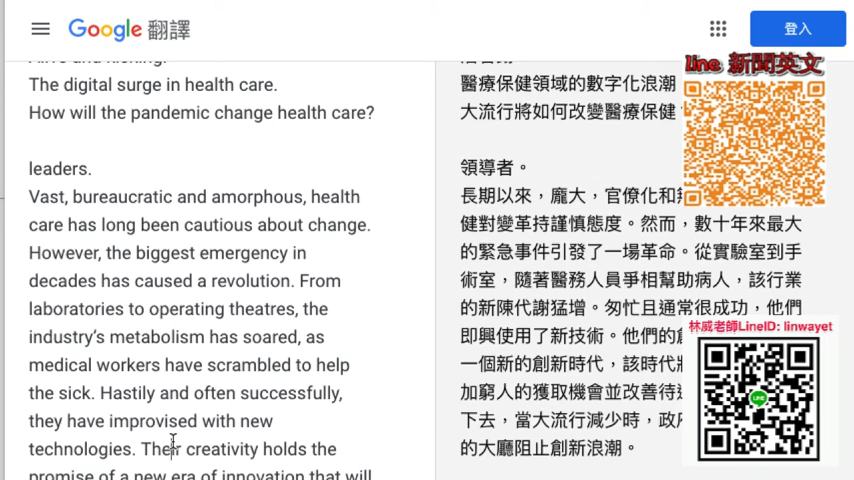 Google 翻譯
登入
Alive and kicking.
The digital surge in health care.
How will the pandemic change health care?
leaders.
Vast, bureaucratic and amorphous, health
care has long been cautious about change.
However, the biggest emergency in
decades has caused a revolution. From
laboratories to operating theatres, the
industry's metabolism has soared, as
medical workers have scrambled to help
the sick. Hastily and often successfully,
they have improvised with new
technologies. Their creativity holds the
promise of a new era of innovation that will
醫療保健領域的數字化浪潮
大流行將如何改變醫療保健
領導者。
長期以來，龐大，官僚化和
健對變革持謹慎態度。然而，數十年來最大
的緊急事件引發了一場革命。從實驗室到手
術室，隨著醫務人員爭相幫助病人，該行業
的新陳代謝猛增。匆忙且通常很成功，他們
即興使用了新技術。他們的
一個新的創新時代，該時代
加窮人的獲取機會並改善待
下去，當大流行減少時，政
的大廳阻止創新浪潮。
line 新聞英文
林威老師LineID: linwayet
LINE